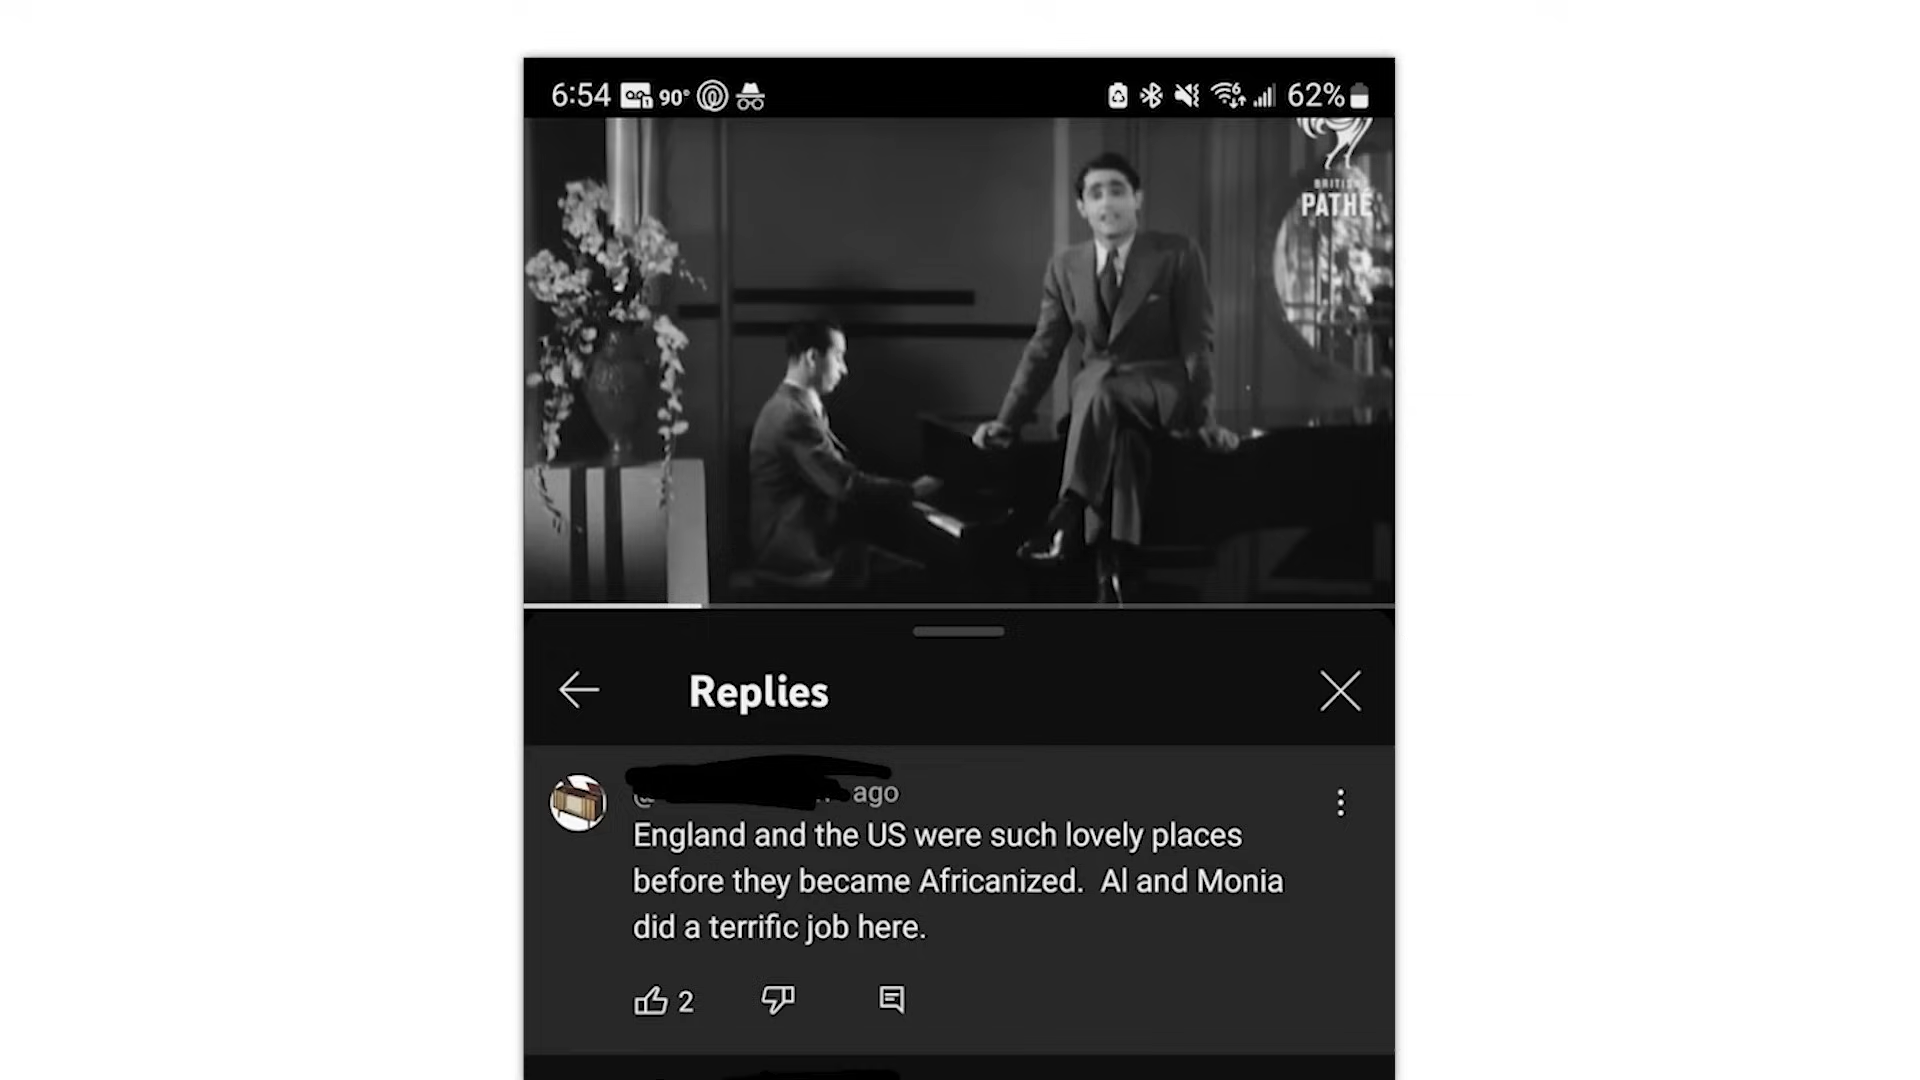 6:54 90° 62%
BRITISH
PATHÉ
Replies
@ ago
England and the US were such lovely places
before they became Africanized. Al and Monia
did a terrific job here.
2